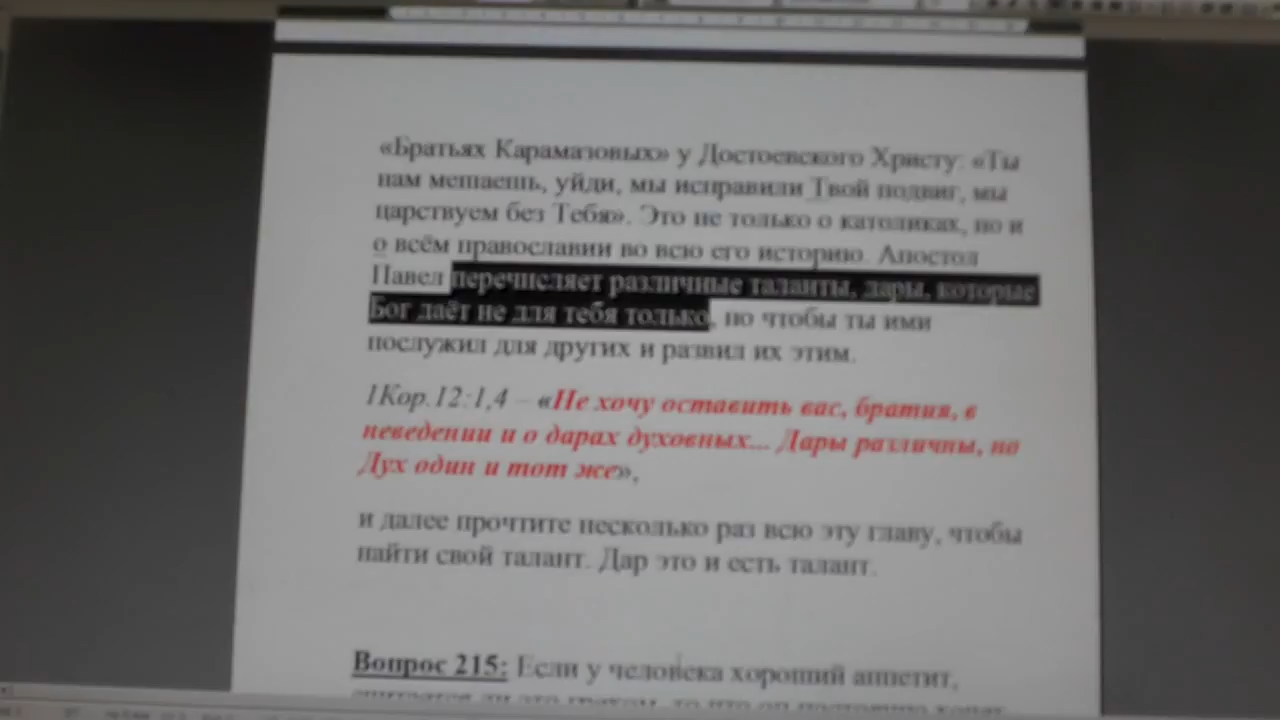 «Братьях Карамазовых» у Достоевского Христу: «Ты
нам мешаешь, уйди, мы исправили Твой подвиг, мы
царствуем без Тебя». Это не только о католиках, но и
о всём православии во всю его историю. Апостол
Павел перечисляет различные таланты, дары, которые
Бог даёт не для тебя только, но чтобы ты ими
послужил для других и развил их этим.
1Кор.12:1,4 – «Не хочу оставить вас, братия, в
неведении и о дарах духовных... Дары различны, но
Дух один и тот же»,
и далее прочтите несколько раз всю эту главу, чтобы
найти свой талант. Дар это и есть талант.
Вопрос 215: Если у человека хороший аппетит,